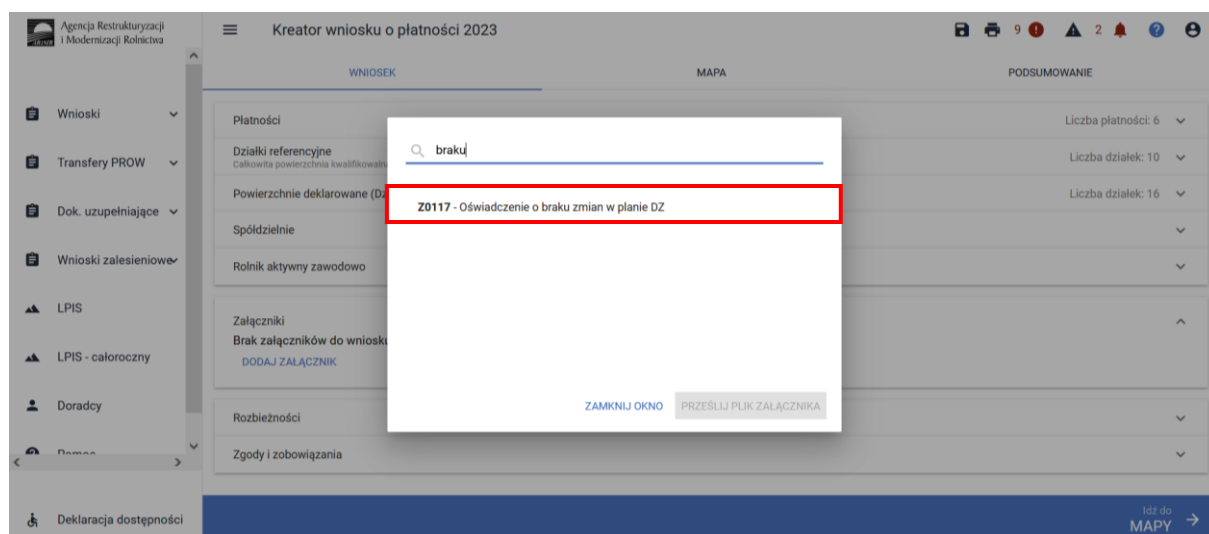 Agencja Restrukturyzacji
i Modernizacji Rolnictwa
Kreator wniosku o płatności 2023
9
2
WNIOSEK
MAPA
PODSUMOWANIE
Wnioski
Transfery PROW
Dok. uzupełniające
Wnioski zalesieniowe
LPIS
LPIS - całoroczny
Doradcy
Deklaracja dostępności
Płatności
Liczba płatności: 6
Działki referencyjne
Całkowita powierzchnia
Liczba działek: 10
Powierzchnie deklarowane
Liczba działek: 16
Spółdzielnie
Rolnik aktywny zawodowo
Załączniki
Brak załączników do wniosku
DODAJ ZAŁĄCZNIK
Rozbieżności
Zgody i zobowiązania
braku
Z0117 - Oświadczenie o braku zmian w planie DZ
ZAMKNIJ OKNO
PRZEŚLIJ PLIK ZAŁĄCZNIKA
Idź do
MAPY